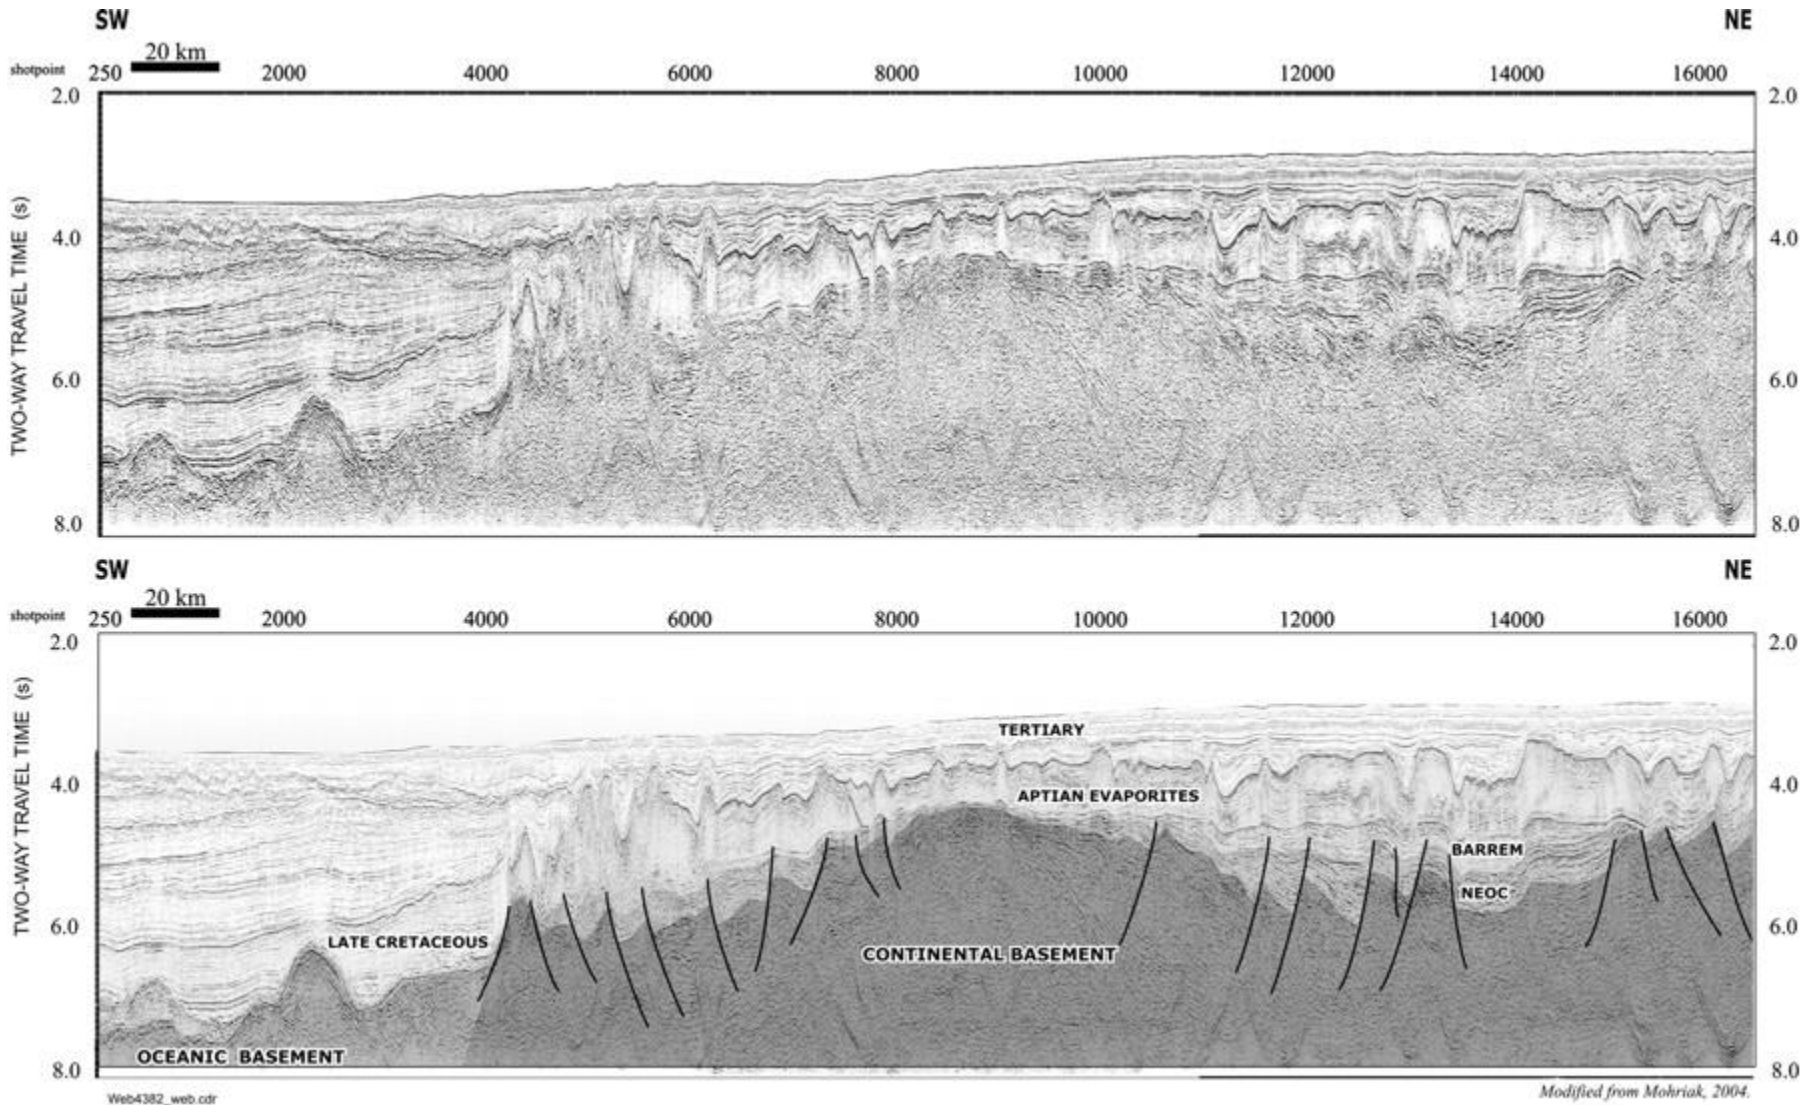 SW NE
20 km
shotpoint 250 2000 4000 6000 8000 10000 12000 14000 16000
2.0 2.0
4.0 4.0
TWO-WAY TRAVEL TIME (s)
6.0 6.0
8.0 8.0
SW NE
20 km
shotpoint 250 2000 4000 6000 8000 10000 12000 14000 16000
2.0 2.0
TERTIARY
4.0 4.0
APTIAN EVAPORITES
TWO-WAY TRAVEL TIME (s)
BARREM
NEOC
6.0 6.0
LATE CRETACEOUS
CONTINENTAL BASEMENT
OCEANIC BASEMENT
8.0 8.0
Web4382_web.cdr
Modified from Mohriak, 2004.